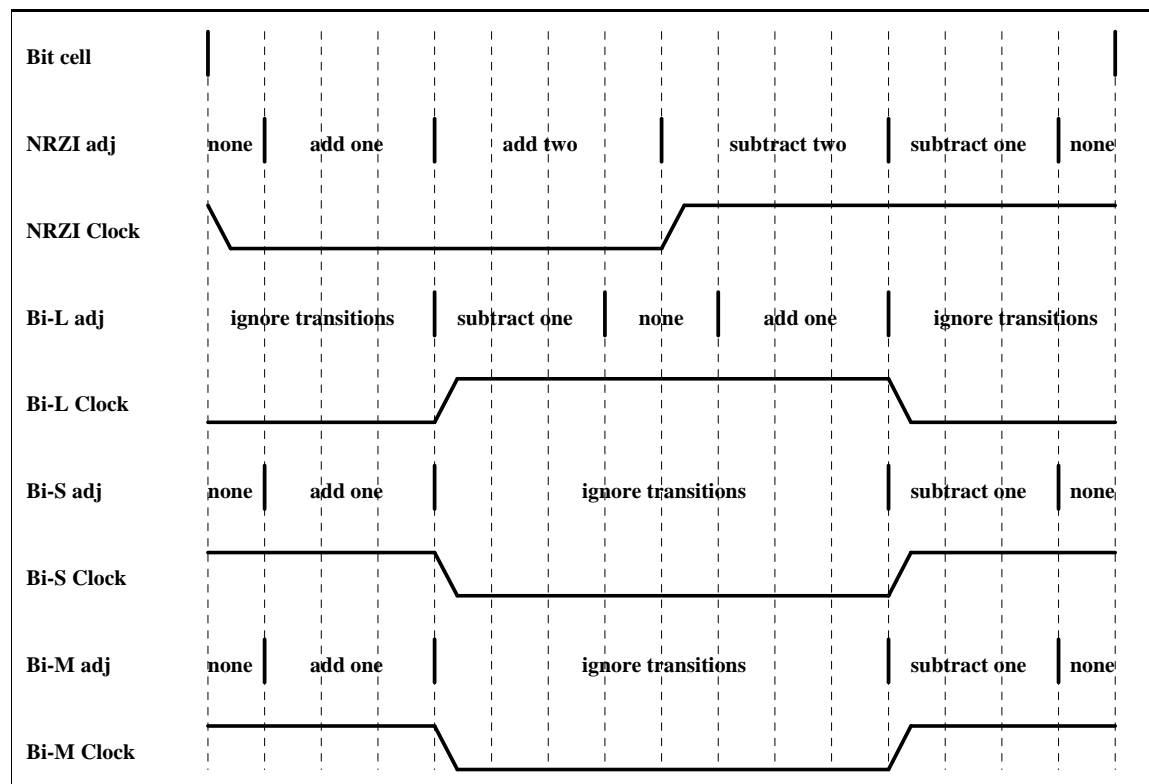 Bit cell
NRZI adj none add one add two subtract two subtract one none
NRZI Clock
Bi-L adj ignore transitions subtract one none add one ignore transitions
Bi-L Clock
Bi-S adj none add one ignore transitions subtract one none
Bi-S Clock
Bi-M adj none add one ignore transitions subtract one none
Bi-M Clock